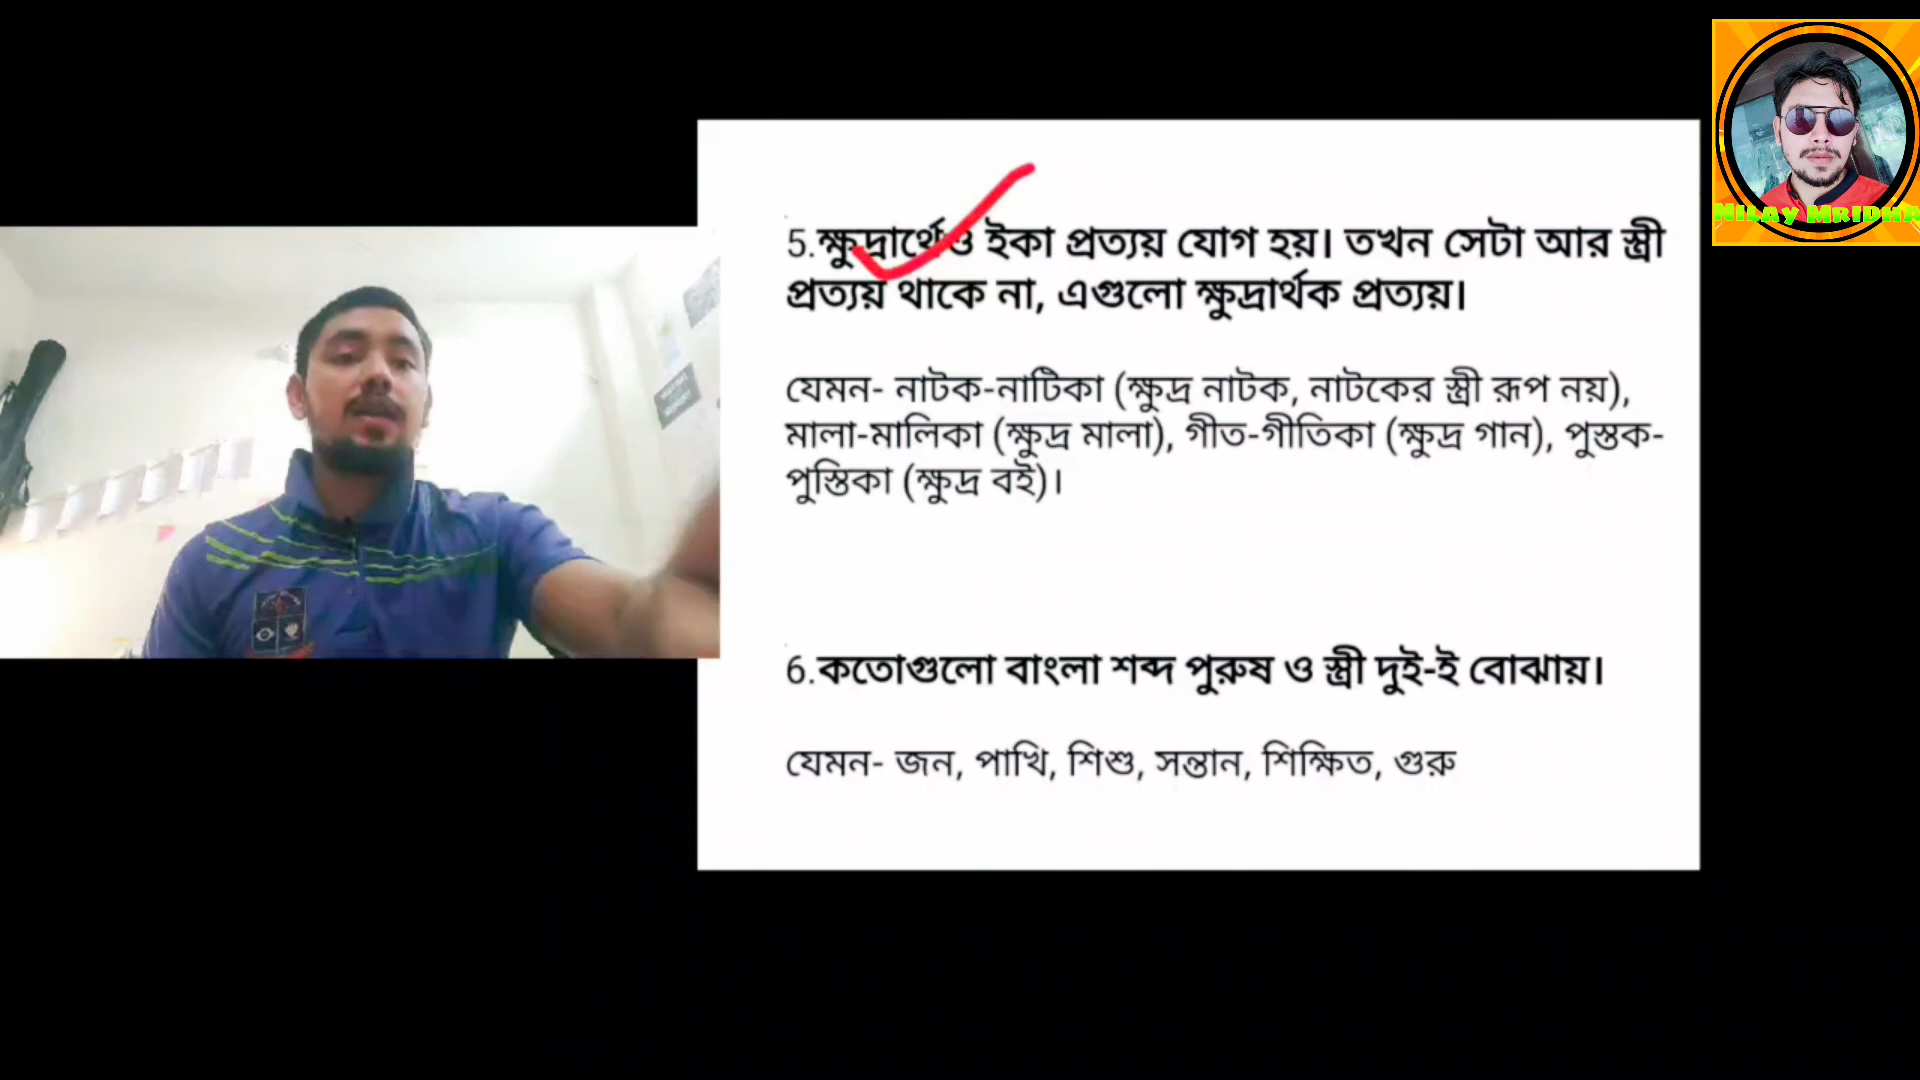 Nilay Mridha
5.ক্ষুদ্রার্থেও ইকা প্রত্যয় যোগ হয়। তখন সেটা আর স্ত্রী
প্রত্যয় থাকে না, এগুলো ক্ষুদ্রার্থক প্রত্যয়।
যেমন- নাটক-নাটিকা (ক্ষুদ্র নাটক, নাটকের স্ত্রী রূপ নয়),
মালা-মালিকা (ক্ষুদ্র মালা), গীত-গীতিকা (ক্ষুদ্র গান), পুস্তক-
পুস্তিকা (ক্ষুদ্র বই)।
6.কতোগুলো বাংলা শব্দ পুরুষ ও স্ত্রী দুই-ই বোঝায়।
যেমন- জন, পাখি, শিশু, সন্তান, শিক্ষিত, গুরু